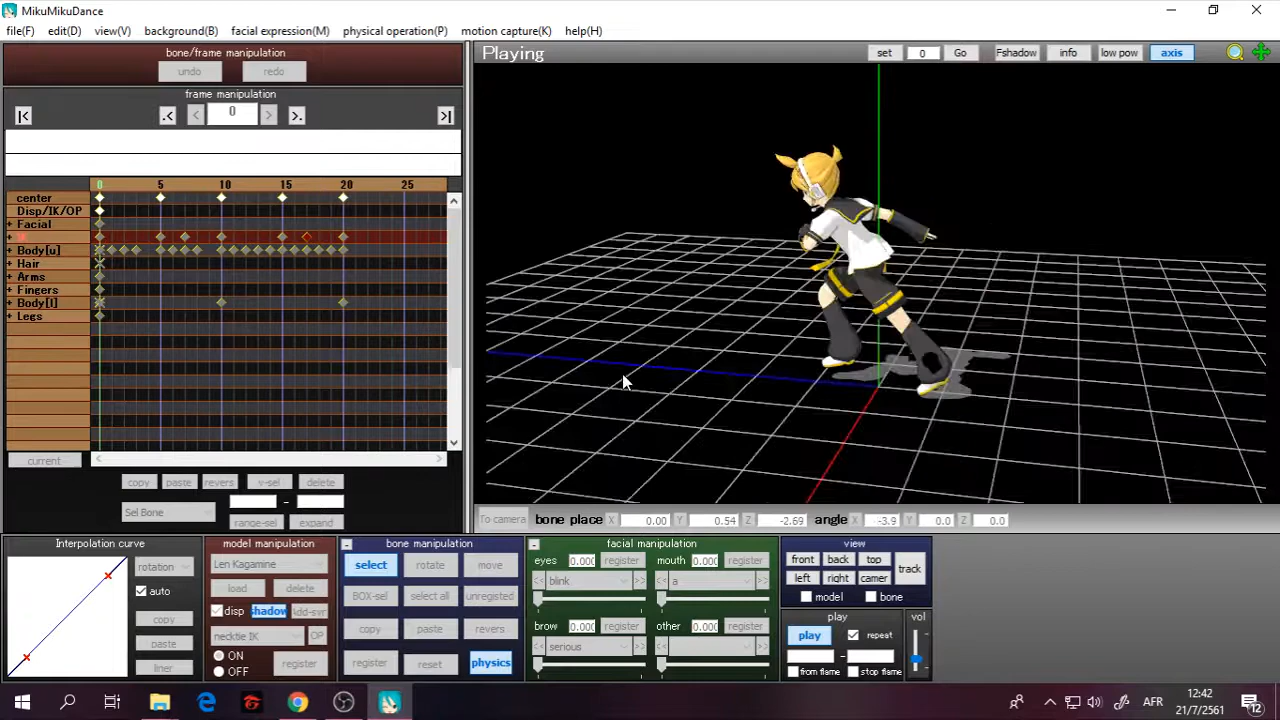 MikuMikuDance
file(F) edit(D) view(V) background(B) facial expression(M) physical operation(P) motion capture(K) help(H)
bone/frame manipulation
undo redo
frame manipulation
|< .< < 0 > >. >|
0 5 10 15 20 25
center
Disp/IK/OP
+ Facial
+ IK
+ Body[u]
+ Hair
+ Arms
+ Fingers
+ Body[l]
+ Legs
current
copy paste revers v-sel delete
Sel Bone -
range-sel expand
Playing
set 0 Go Fshadow info low pow axis
To camera bone place X 0.00 Y 0.54 Z -2.69 angle X -3.9 Y 0.0 Z 0.0
Interpolation curve
rotation
auto
copy
paste
liner
model manipulation
Len Kagamine
load delete
disp shadow Add-svr
necktie IK OP
ON
OFF
register
- bone manipulation
select rotate move
BOX-sel select all unregisted
copy paste revers
register reset physics
- facial manipulation
eyes 0.000 register mouth 0.000 register
<< blink >> << a >>
brow 0.000 register other 0.000 register
<< serious >> << >>
view
front back top
left right camer
track
model bone
play
play repeat
-
from flame stop flame
vol
AFR
12:42
21/7/2561
12